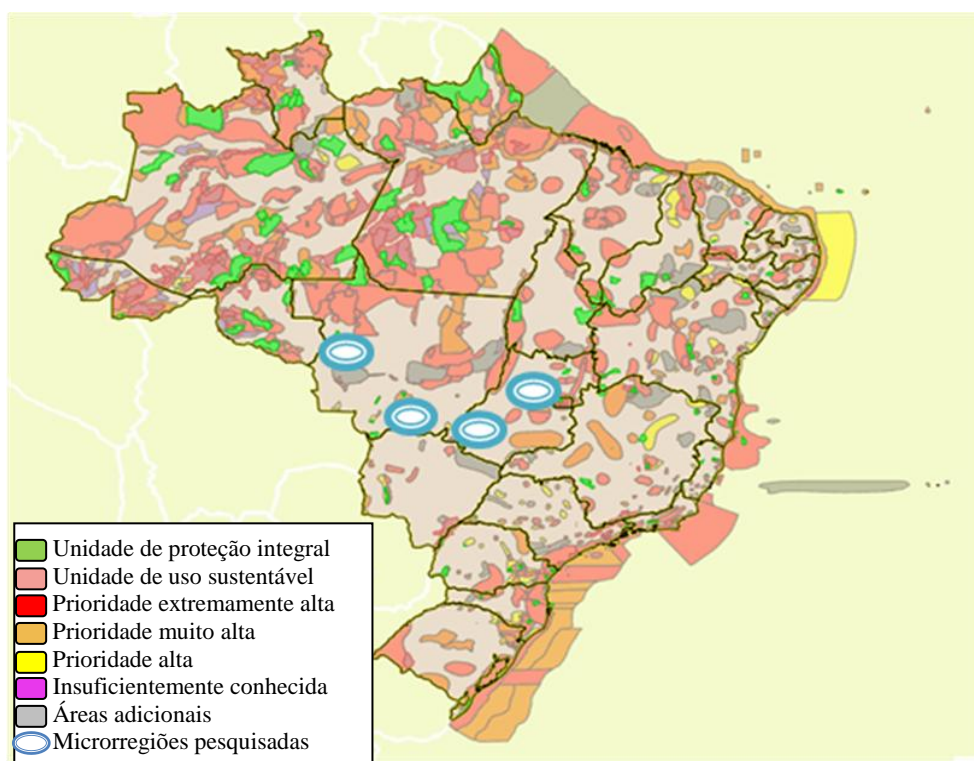 Unidade de proteção integral
Unidade de uso sustentável
Prioridade extremamente alta
Prioridade muito alta
Prioridade alta
Insuficientemente conhecida
Áreas adicionais
Microrregiões pesquisadas